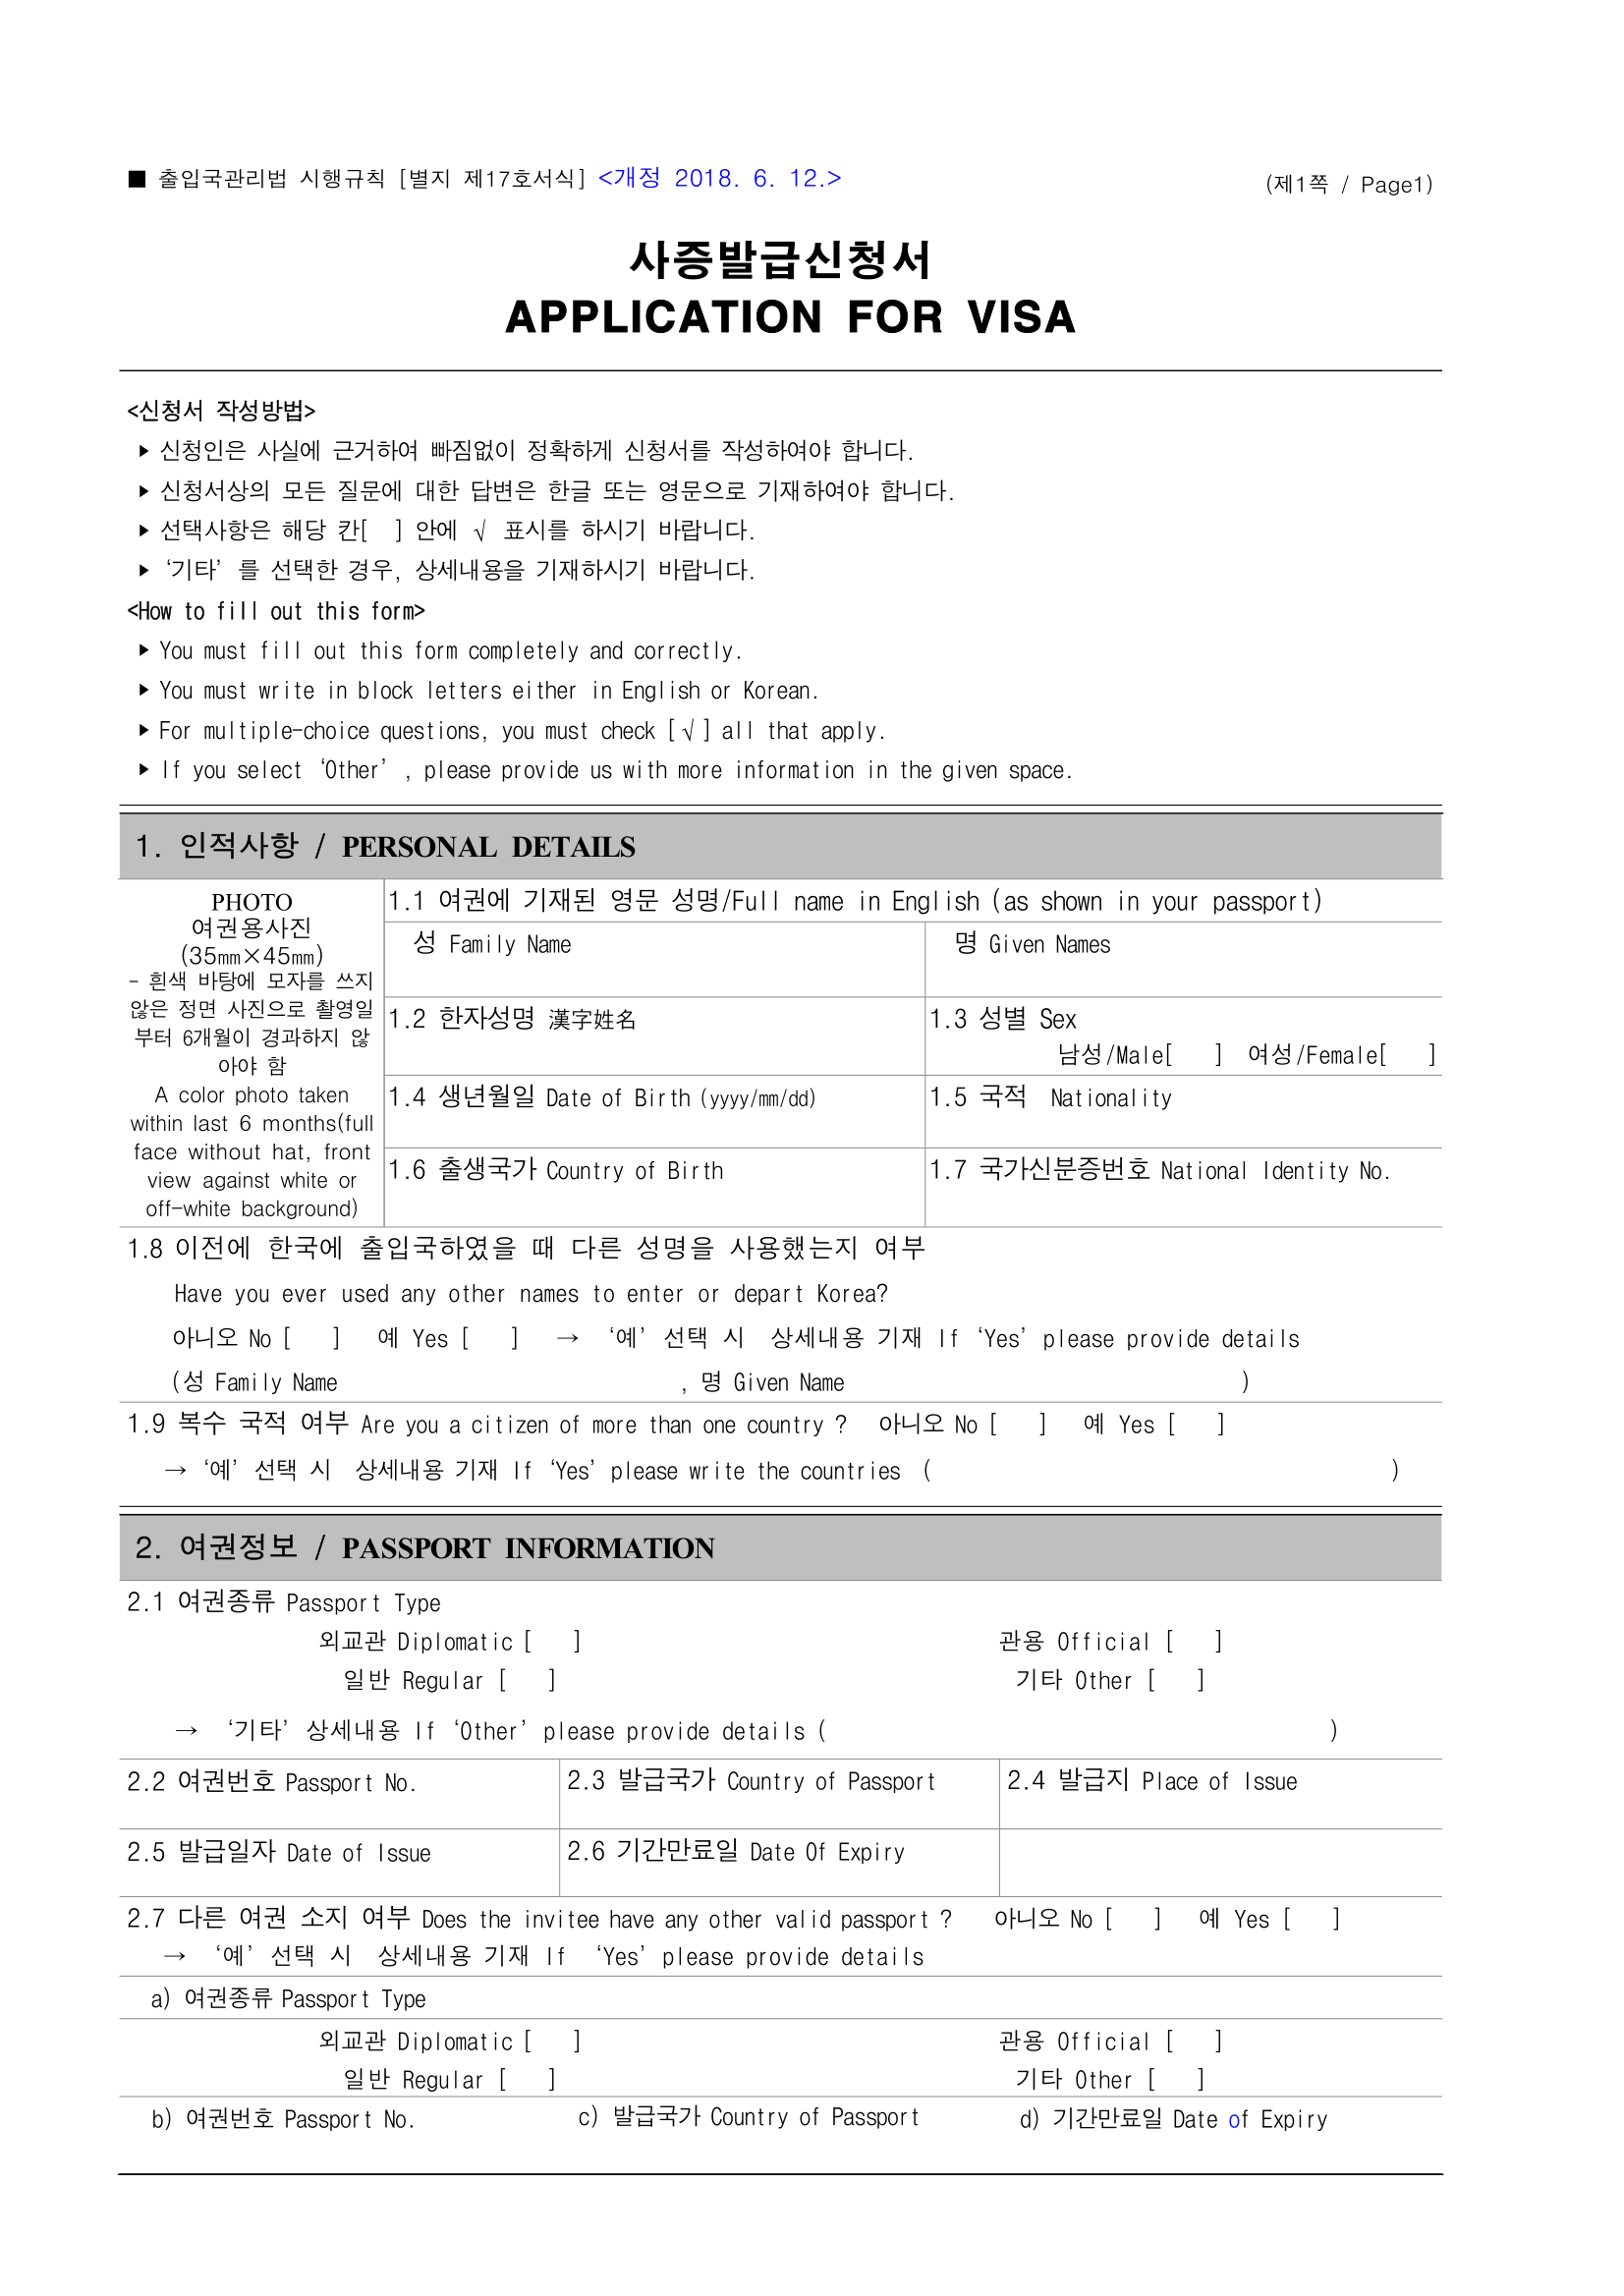 ■ 출입국관리법 시행규칙 [별지 제17호서식] <개정 2018. 6. 12.>
(제1쪽 / Page1)
사증발급신청서
APPLICATION FOR VISA
<신청서 작성방법>
▶ 신청인은 사실에 근거하여 빠짐없이 정확하게 신청서를 작성하여야 합니다.
▶ 신청서상의 모든 질문에 대한 답변은 한글 또는 영문으로 기재하여야 합니다.
▶ 선택사항은 해당 칸[ ] 안에 √ 표시를 하시기 바랍니다.
▶ ‘기타’를 선택한 경우, 상세내용을 기재하시기 바랍니다.
<How to fill out this form>
▶ You must fill out this form completely and correctly.
▶ You must write in block letters either in English or Korean.
▶ For multiple-choice questions, you must check [√] all that apply.
▶ If you select ‘Other’, please provide us with more information in the given space.
1. 인적사항 / PERSONAL DETAILS
PHOTO
여권용사진
(35㎜×45㎜)
- 흰색 바탕에 모자를 쓰지
않은 정면 사진으로 촬영일
부터 6개월이 경과하지 않
아야 함
A color photo taken
within last 6 months(full
face without hat, front
view against white or
off-white background)
1.1 여권에 기재된 영문 성명/Full name in English (as shown in your passport)
성 Family Name
명 Given Names
1.2 한자성명 漢字姓名
1.3 성별 Sex
남성/Male[ ] 여성/Female[ ]
1.4 생년월일 Date of Birth (yyyy/mm/dd)
1.5 국적 Nationality
1.6 출생국가 Country of Birth
1.7 국가신분증번호 National Identity No.
1.8 이전에 한국에 출입국하였을 때 다른 성명을 사용했는지 여부
Have you ever used any other names to enter or depart Korea?
아니오 No [ ] 예 Yes [ ] → ‘예’ 선택 시 상세내용 기재 If ‘Yes’ please provide details
(성 Family Name , 명 Given Name )
1.9 복수 국적 여부 Are you a citizen of more than one country ? 아니오 No [ ] 예 Yes [ ]
→ ‘예’ 선택 시 상세내용 기재 If ‘Yes’ please write the countries ( )
2. 여권정보 / PASSPORT INFORMATION
2.1 여권종류 Passport Type
외교관 Diplomatic [ ] 관용 Official [ ]
일반 Regular [ ] 기타 Other [ ]
→ ‘기타’ 상세내용 If ‘Other’ please provide details ( )
2.2 여권번호 Passport No.
2.3 발급국가 Country of Passport
2.4 발급지 Place of Issue
2.5 발급일자 Date of Issue
2.6 기간만료일 Date Of Expiry
2.7 다른 여권 소지 여부 Does the invitee have any other valid passport ? 아니오 No [ ] 예 Yes [ ]
→ ‘예’ 선택 시 상세내용 기재 If ‘Yes’ please provide details
a) 여권종류 Passport Type
외교관 Diplomatic [ ] 관용 Official [ ]
일반 Regular [ ] 기타 Other [ ]
b) 여권번호 Passport No.
c) 발급국가 Country of Passport
d) 기간만료일 Date of Expiry